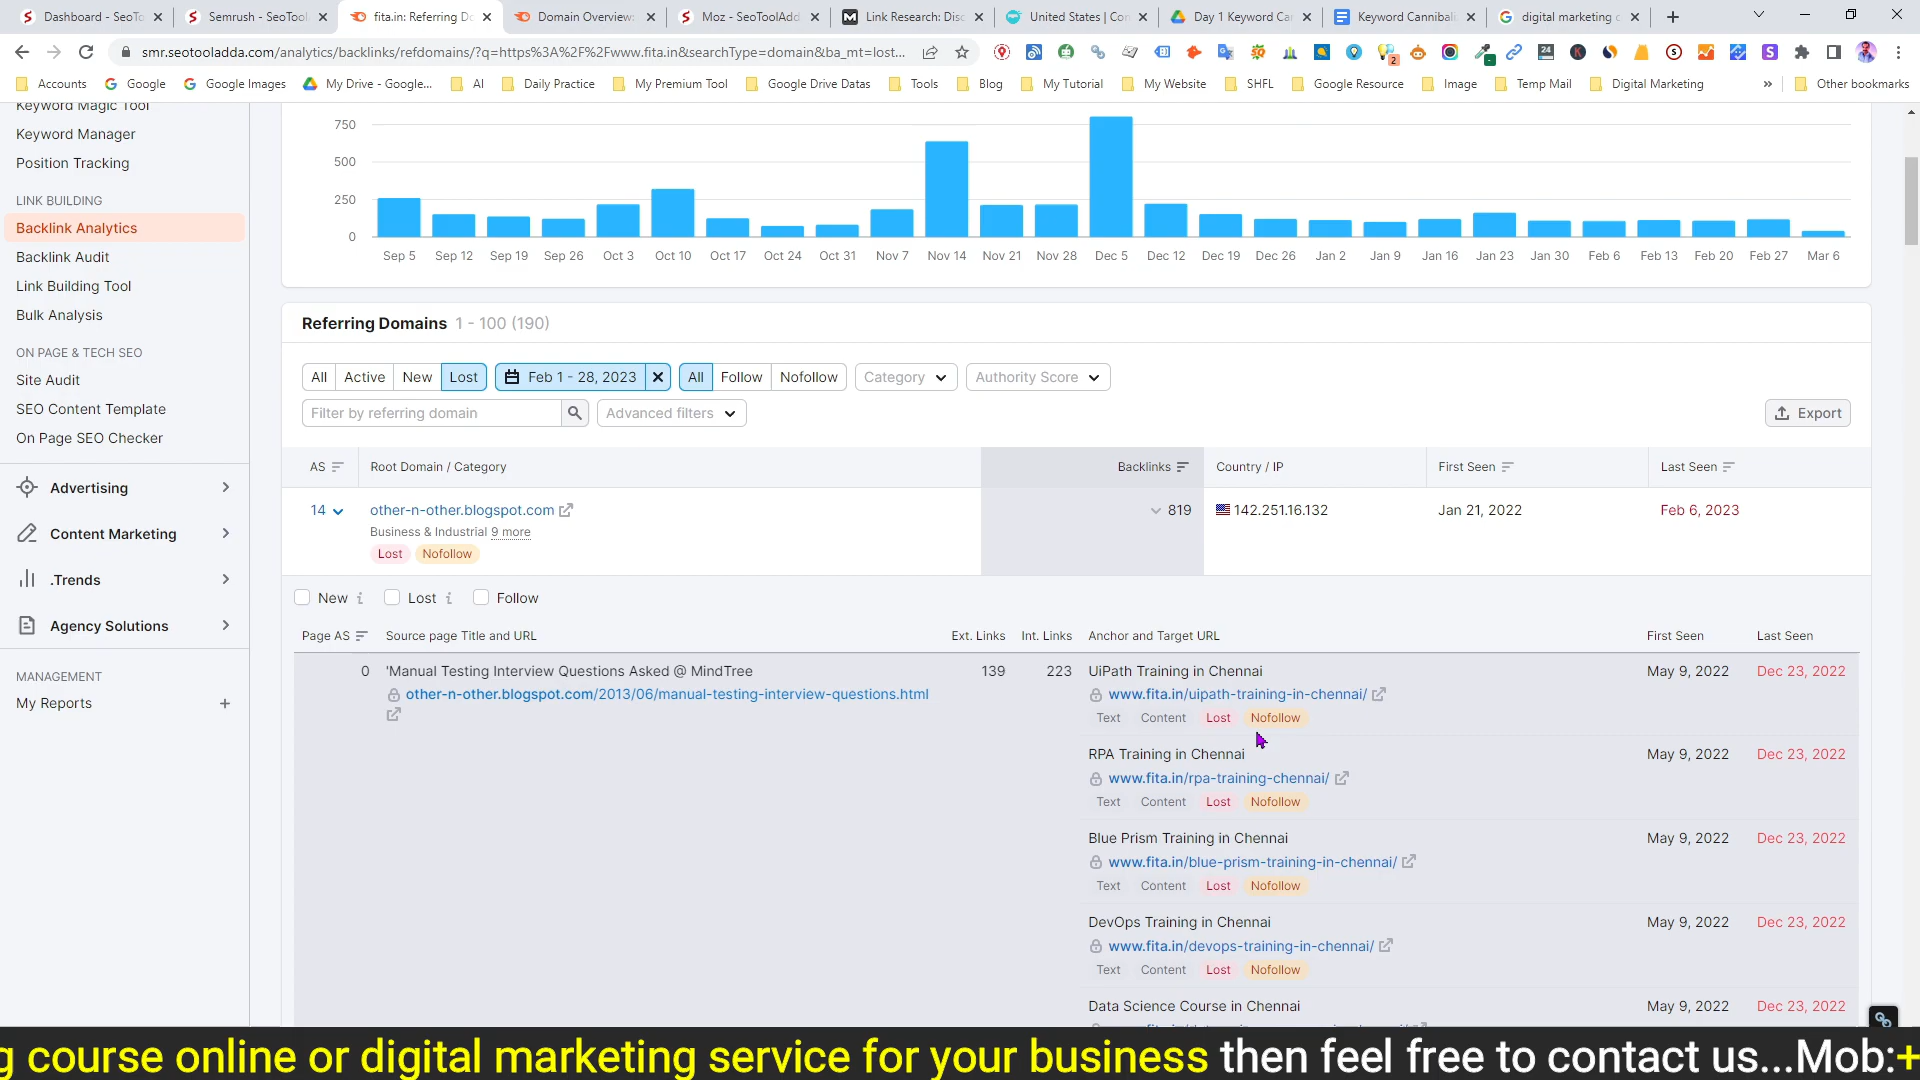 Dashboard - SeoTo
Semrush - SeoTool
fita.in: Referring Do
Domain Overview:
Moz - SeoToolAdd
Link Research: Disc
United States | Con
Day 1 Keyword Ca
Keyword Cannibali
digital marketing c
smr.seotooladda.com/analytics/backlinks/refdomains/?q=https%3A%2F%2Fwww.fita.in&searchType=domain&ba_mt=lost...
Accounts
Google
Google Images
My Drive - Google...
AI
Daily Practice
My Premium Tool
Google Drive Datas
Tools
Blog
My Tutorial
My Website
SHFL
Google Resource
Image
Temp Mail
Digital Marketing
»
Other bookmarks
Keyword Magic Tool
Keyword Manager
Position Tracking
LINK BUILDING
Backlink Analytics
Backlink Audit
Link Building Tool
Bulk Analysis
ON PAGE & TECH SEO
Site Audit
SEO Content Template
On Page SEO Checker
Advertising
Content Marketing
.Trends
Agency Solutions
MANAGEMENT
My Reports +
750
500
250
0
Sep 5 Sep 12 Sep 19 Sep 26 Oct 3 Oct 10 Oct 17 Oct 24 Oct 31 Nov 7 Nov 14 Nov 21 Nov 28 Dec 5 Dec 12 Dec 19 Dec 26 Jan 2 Jan 9 Jan 16 Jan 23 Jan 30 Feb 6 Feb 13 Feb 20 Feb 27 Mar 6
Referring Domains 1 - 100 (190)
All Active New Lost Feb 1 - 28, 2023 All Follow Nofollow Category Authority Score
Filter by referring domain Advanced filters Export
AS Root Domain / Category Backlinks Country / IP First Seen Last Seen
14 other-n-other.blogspot.com 819 142.251.16.132 Jan 21, 2022 Feb 6, 2023
Business & Industrial 9 more
Lost Nofollow
New i Lost i Follow
Page AS Source page Title and URL Ext. Links Int. Links Anchor and Target URL First Seen Last Seen
0 'Manual Testing Interview Questions Asked @ MindTree 139 223 UiPath Training in Chennai May 9, 2022 Dec 23, 2022
other-n-other.blogspot.com/2013/06/manual-testing-interview-questions.html www.fita.in/uipath-training-in-chennai/
Text Content Lost Nofollow
RPA Training in Chennai May 9, 2022 Dec 23, 2022
www.fita.in/rpa-training-chennai/
Text Content Lost Nofollow
Blue Prism Training in Chennai May 9, 2022 Dec 23, 2022
www.fita.in/blue-prism-training-in-chennai/
Text Content Lost Nofollow
DevOps Training in Chennai May 9, 2022 Dec 23, 2022
www.fita.in/devops-training-in-chennai/
Text Content Lost Nofollow
Data Science Course in Chennai May 9, 2022 Dec 23, 2022
g course online or digital marketing service for your business then feel free to contact us...Mob:+